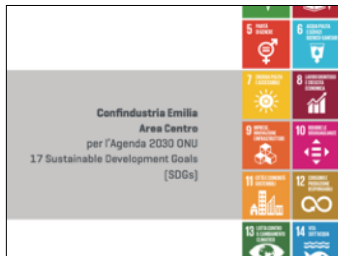 Confindustria Emilia
Area Centro
per l'Agenda 2030 ONU
17 Sustainable Development Goals
(SDGs)
5 PARITÀ
DI GENERE
6 ACQUA PULITA
E SERVIZI
IGIENICO-SANITARI
7 ENERGIA PULITA
E ACCESSIBILE
8 LAVORO DIGNITOSO
E CRESCITA
ECONOMICA
9 IMPRESE,
INNOVAZIONE
E INFRASTRUTTURE
10 RIDURRE LE
DISUGUAGLIANZE
11 CITTÀ E COMUNITÀ
SOSTENIBILI
12 CONSUMO E
PRODUZIONE
RESPONSABILI
13 LOTTA CONTRO
IL CAMBIAMENTO
CLIMATICO
14 VITA
SOTT'ACQUA